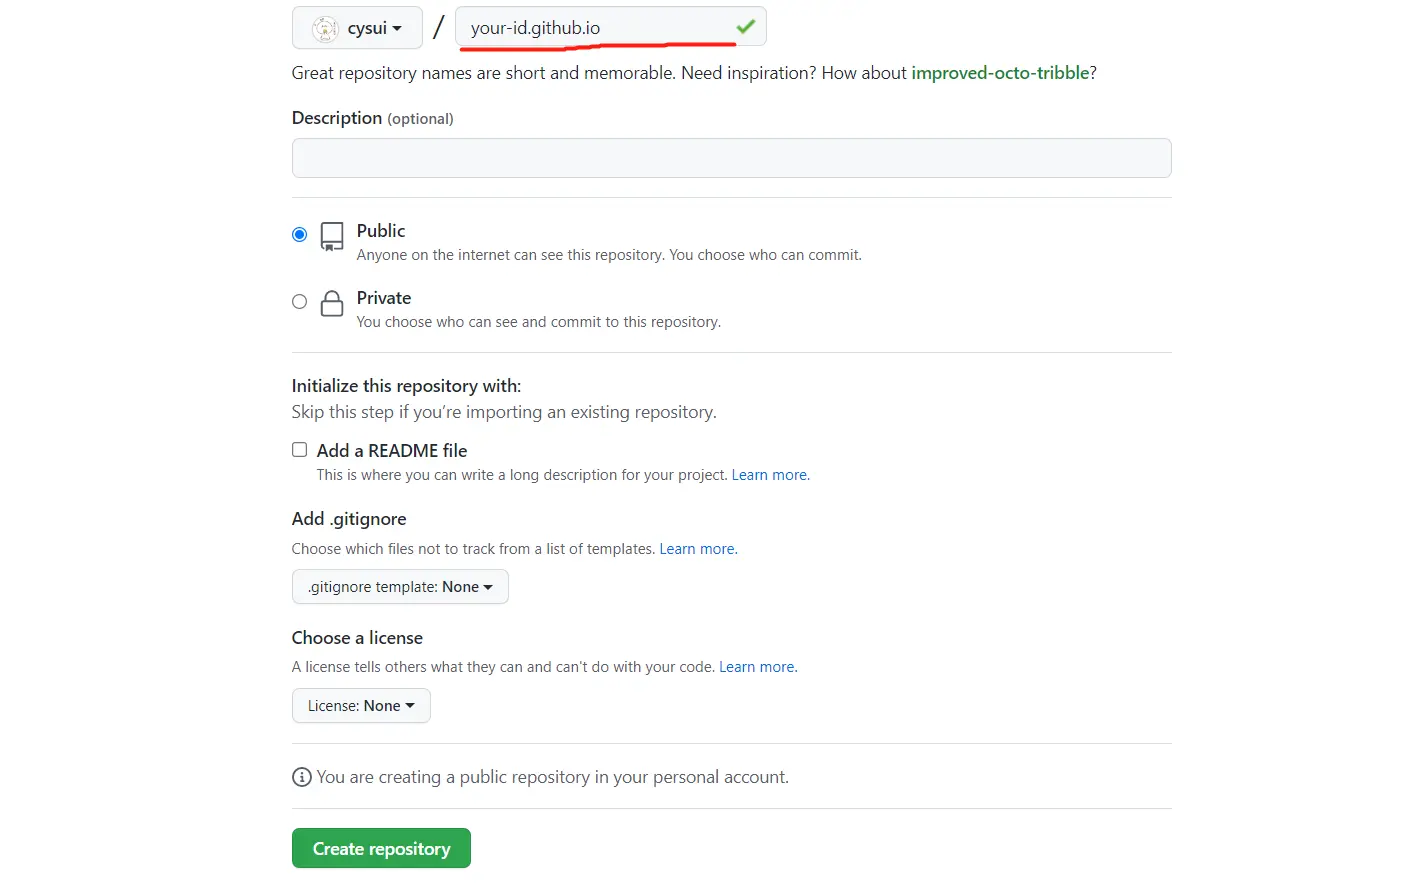 cysui / your-id.github.io
Great repository names are short and memorable. Need inspiration? How about improved-octo-tribble?
Description (optional)
Public
Anyone on the internet can see this repository. You choose who can commit.
Private
You choose who can see and commit to this repository.
Initialize this repository with:
Skip this step if you’re importing an existing repository.
Add a README file
This is where you can write a long description for your project. Learn more.
Add .gitignore
Choose which files not to track from a list of templates. Learn more.
.gitignore template: None
Choose a license
A license tells others what they can and can't do with your code. Learn more.
License: None
You are creating a public repository in your personal account.
Create repository